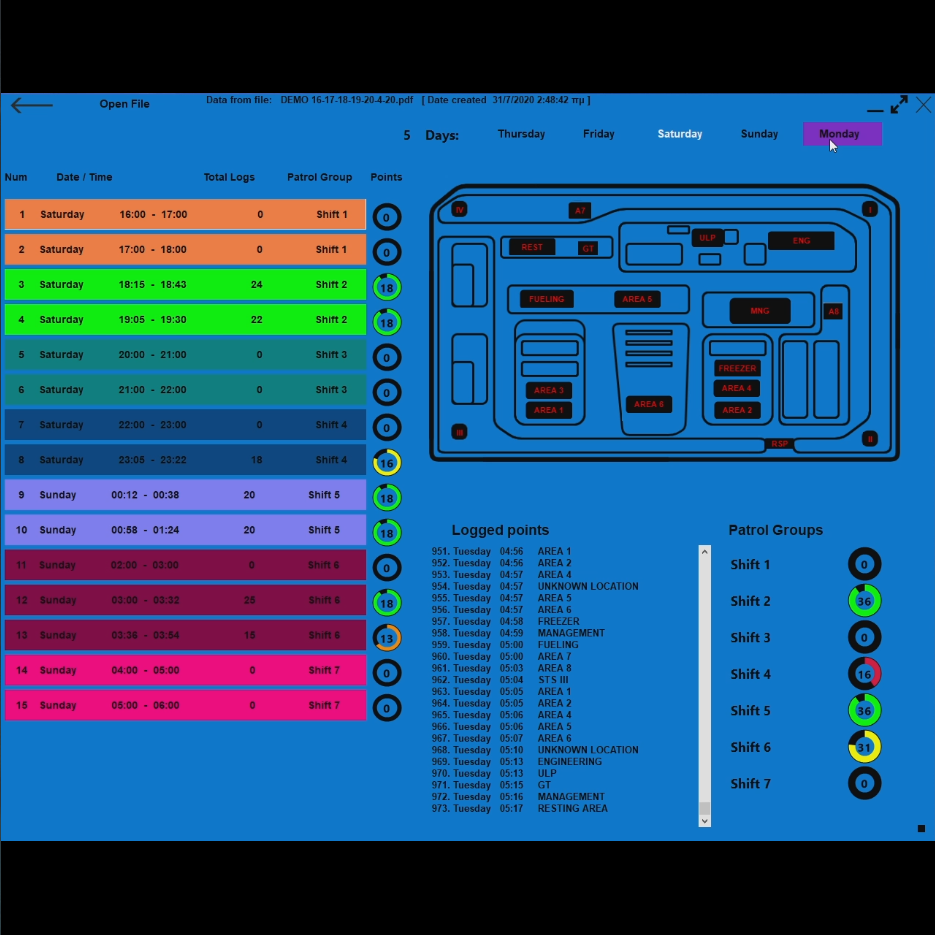 Open File
Data from file: DEMO 16-17-18-19-20-4-20.pdf [ Date created 31/7/2020 2:48:42 πμ ]
5 Days: Thursday Friday Saturday Sunday Monday
Num Date / Time Total Logs Patrol Group Points
1 Saturday 16:00 - 17:00 0 Shift 1 0
2 Saturday 17:00 - 18:00 0 Shift 1 0
3 Saturday 18:15 - 18:43 24 Shift 2 18
4 Saturday 19:05 - 19:30 22 Shift 2 18
5 Saturday 20:00 - 21:00 0 Shift 3 0
6 Saturday 21:00 - 22:00 0 Shift 3 0
7 Saturday 22:00 - 23:00 0 Shift 4 0
8 Saturday 23:05 - 23:22 18 Shift 4 16
9 Sunday 00:12 - 00:38 20 Shift 5 18
10 Sunday 00:58 - 01:24 20 Shift 5 18
11 Sunday 02:00 - 03:00 0 Shift 6 0
12 Sunday 03:00 - 03:32 25 Shift 6 18
13 Sunday 03:36 - 03:54 15 Shift 6 13
14 Sunday 04:00 - 05:00 0 Shift 7 0
15 Sunday 05:00 - 06:00 0 Shift 7 0
IV A7 I
REST GT ULP ENG
FUELING AREA 5 MNG A8
FREEZER
AREA 3 AREA 4
AREA 1 AREA 6 AREA 2
III RSP II
Logged points
951. Tuesday 04:56 AREA 1
952. Tuesday 04:56 AREA 2
953. Tuesday 04:57 AREA 4
954. Tuesday 04:57 UNKNOWN LOCATION
955. Tuesday 04:57 AREA 5
956. Tuesday 04:57 AREA 6
957. Tuesday 04:58 FREEZER
958. Tuesday 04:59 MANAGEMENT
959. Tuesday 05:00 FUELING
960. Tuesday 05:00 AREA 7
961. Tuesday 05:03 AREA 8
962. Tuesday 05:04 STS III
963. Tuesday 05:05 AREA 1
964. Tuesday 05:05 AREA 2
965. Tuesday 05:06 AREA 4
966. Tuesday 05:06 AREA 5
967. Tuesday 05:07 AREA 6
968. Tuesday 05:10 UNKNOWN LOCATION
969. Tuesday 05:13 ENGINEERING
970. Tuesday 05:13 ULP
971. Tuesday 05:15 GT
972. Tuesday 05:16 MANAGEMENT
973. Tuesday 05:17 RESTING AREA
Patrol Groups
Shift 1 0
Shift 2 36
Shift 3 0
Shift 4 16
Shift 5 36
Shift 6 31
Shift 7 0